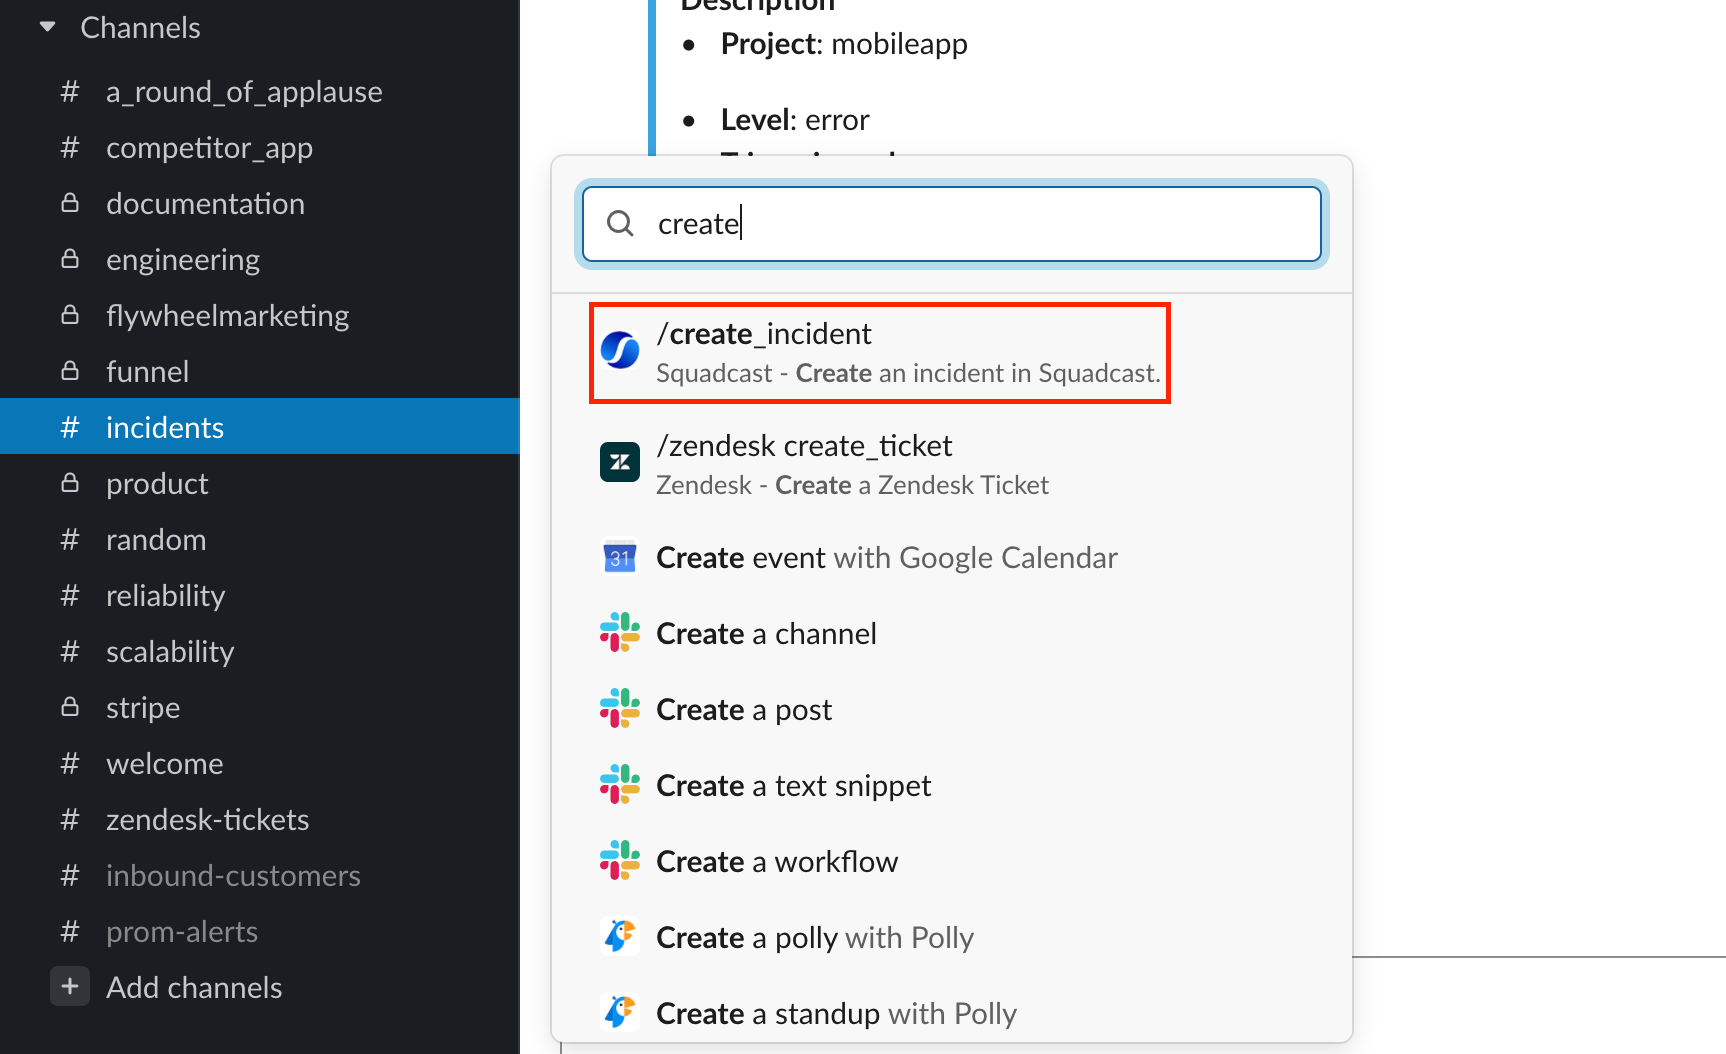 Channels
# a_round_of_applause
# competitor_app
documentation
engineering
flywheelmarketing
funnel
# incidents
product
# random
# reliability
# scalability
stripe
# welcome
# zendesk-tickets
# inbound-customers
# prom-alerts
+ Add channels
Description
• Project: mobileapp
• Level: error
create
/create_incident
Squadcast - Create an incident in Squadcast.
/zendesk create_ticket
Zendesk - Create a Zendesk Ticket
31 Create event with Google Calendar
Create a channel
Create a post
Create a text snippet
Create a workflow
Create a polly with Polly
Create a standup with Polly